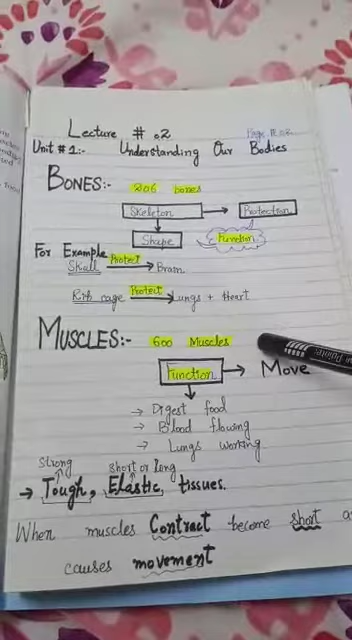 Lecture # .02
Page # 02
Unit # 1:- Understanding Our Bodies
BONES:- 206 bones
Skeleton → Protection
Shape Function
For Example
Skull Protect → Brain
Rib cage Protect → Lungs + Heart
MUSCLES:- 600 Muscles
Function → Move
→ Digest food
→ Blood flowing
→ Lungs working
Strong short or long
→ Tough, Elastic, tissues.
When muscles Contract become short a
causes movement